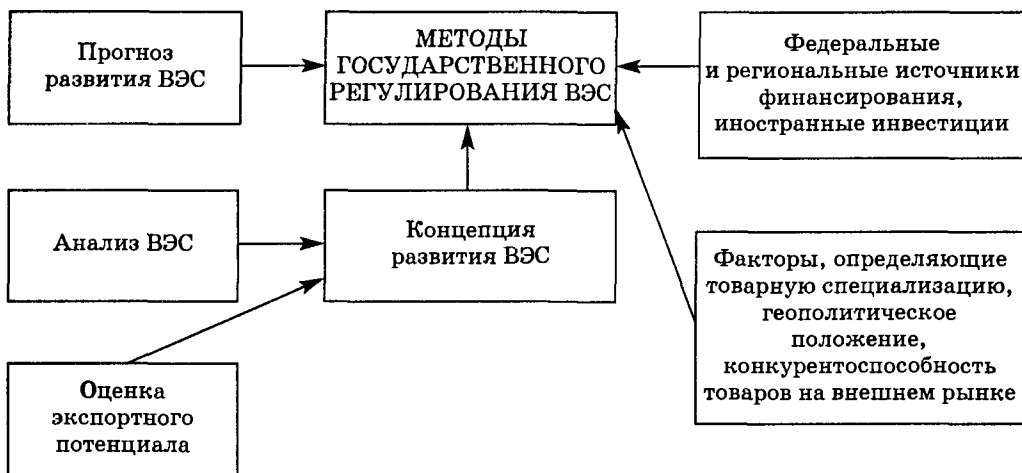 Прогноз
развития ВЭС
МЕТОДЫ
ГОСУДАРСТВЕННОГО
РЕГУЛИРОВАНИЯ ВЭС
Федеральные
и региональные источники
финансирования,
иностранные инвестиции
Анализ ВЭС
Концепция
развития ВЭС
Факторы, определяющие
товарную специализацию,
геополитическое
положение,
конкурентоспособность
товаров на внешнем рынке
Оценка
экспортного
потенциала